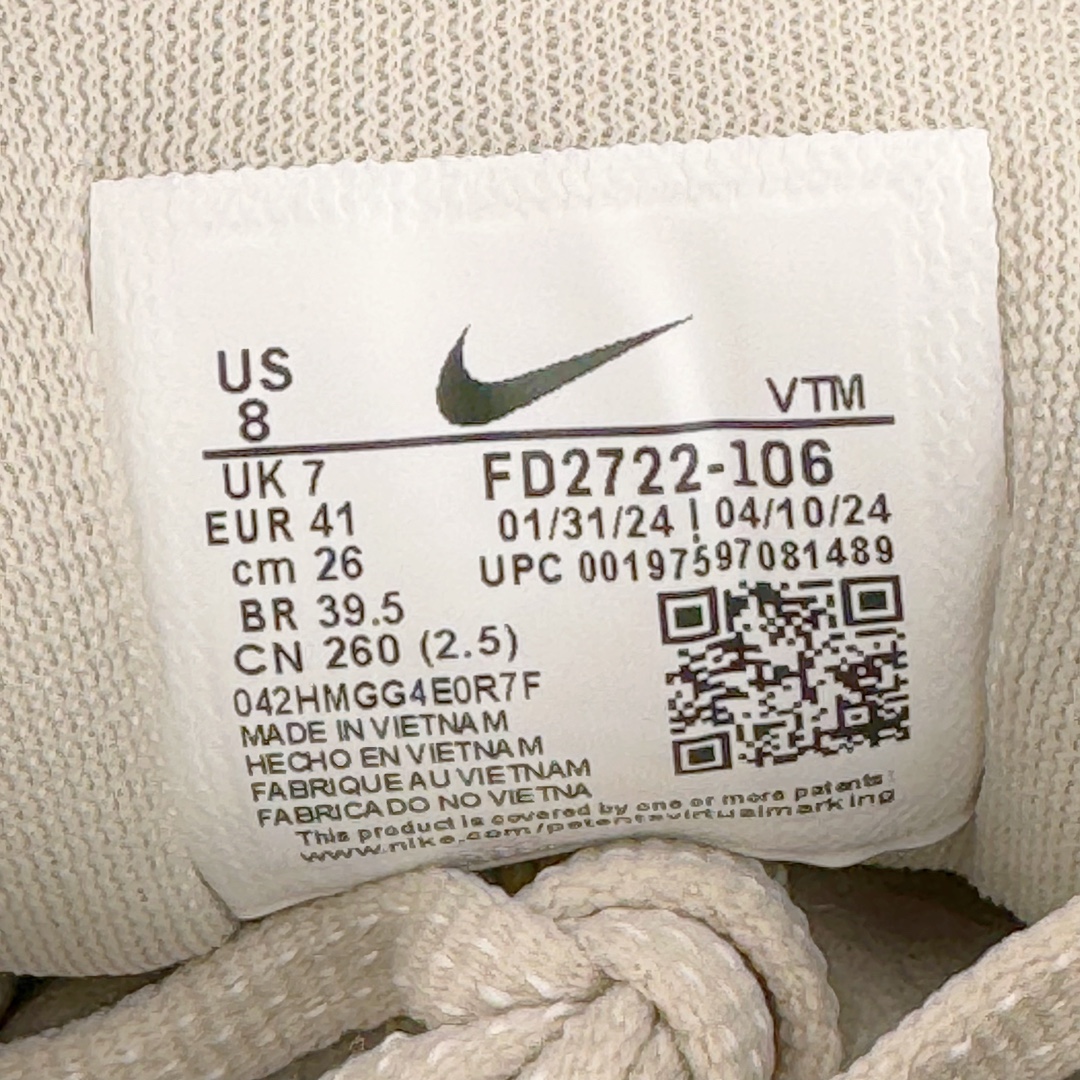 US
8
VTM
UK 7
FD2722-106
EUR 41
01/31/24 | 04/10/24
cm 26
UPC 00197597081489
BR 39.5
CN 260 (2.5)
042HMGG4E0R7F
MADE IN VIETNAM
HECHO EN VIETNAM
FABRIQUE AU VIETNAM
FABRICADO NO VIETNA
This product is covered by one or more patents:
www.nike.com/patentsvirtualmarking